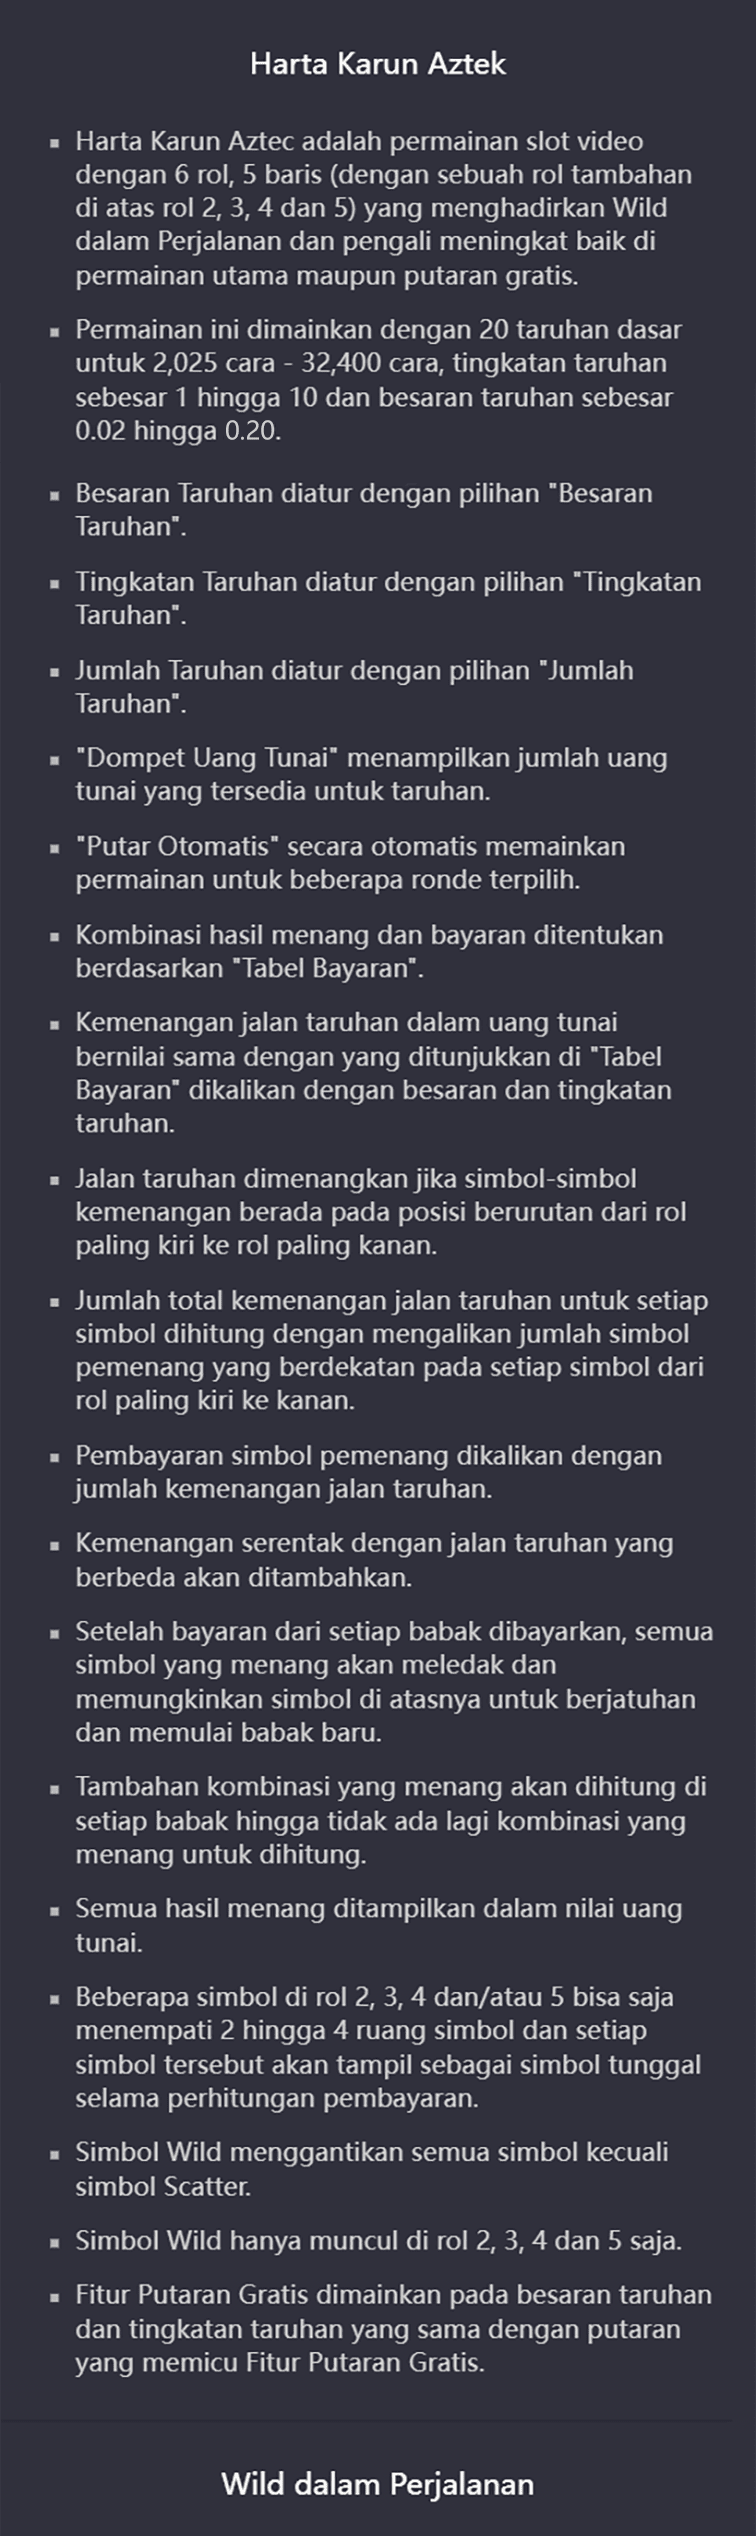 Harta Karun Aztek
▪ Harta Karun Aztec adalah permainan slot video
dengan 6 rol, 5 baris (dengan sebuah rol tambahan
di atas rol 2, 3, 4 dan 5) yang menghadirkan Wild
dalam Perjalanan dan pengali meningkat baik di
permainan utama maupun putaran gratis.
▪ Permainan ini dimainkan dengan 20 taruhan dasar
untuk 2,025 cara - 32,400 cara, tingkatan taruhan
sebesar 1 hingga 10 dan besaran taruhan sebesar
0.02 hingga 0.20.
▪ Besaran Taruhan diatur dengan pilihan "Besaran
Taruhan".
▪ Tingkatan Taruhan diatur dengan pilihan "Tingkatan
Taruhan".
▪ Jumlah Taruhan diatur dengan pilihan "Jumlah
Taruhan".
▪ "Dompet Uang Tunai" menampilkan jumlah uang
tunai yang tersedia untuk taruhan.
▪ "Putar Otomatis" secara otomatis memainkan
permainan untuk beberapa ronde terpilih.
▪ Kombinasi hasil menang dan bayaran ditentukan
berdasarkan "Tabel Bayaran".
▪ Kemenangan jalan taruhan dalam uang tunai
bernilai sama dengan yang ditunjukkan di "Tabel
Bayaran" dikalikan dengan besaran dan tingkatan
taruhan.
▪ Jalan taruhan dimenangkan jika simbol-simbol
kemenangan berada pada posisi berurutan dari rol
paling kiri ke rol paling kanan.
▪ Jumlah total kemenangan jalan taruhan untuk setiap
simbol dihitung dengan mengalikan jumlah simbol
pemenang yang berdekatan pada setiap simbol dari
rol paling kiri ke kanan.
▪ Pembayaran simbol pemenang dikalikan dengan
jumlah kemenangan jalan taruhan.
▪ Kemenangan serentak dengan jalan taruhan yang
berbeda akan ditambahkan.
▪ Setelah bayaran dari setiap babak dibayarkan, semua
simbol yang menang akan meledak dan
memungkinkan simbol di atasnya untuk berjatuhan
dan memulai babak baru.
▪ Tambahan kombinasi yang menang akan dihitung di
setiap babak hingga tidak ada lagi kombinasi yang
menang untuk dihitung.
▪ Semua hasil menang ditampilkan dalam nilai uang
tunai.
▪ Beberapa simbol di rol 2, 3, 4 dan/atau 5 bisa saja
menempati 2 hingga 4 ruang simbol dan setiap
simbol tersebut akan tampil sebagai simbol tunggal
selama perhitungan pembayaran.
▪ Simbol Wild menggantikan semua simbol kecuali
simbol Scatter.
▪ Simbol Wild hanya muncul di rol 2, 3, 4 dan 5 saja.
▪ Fitur Putaran Gratis dimainkan pada besaran taruhan
dan tingkatan taruhan yang sama dengan putaran
yang memicu Fitur Putaran Gratis.
Wild dalam Perjalanan